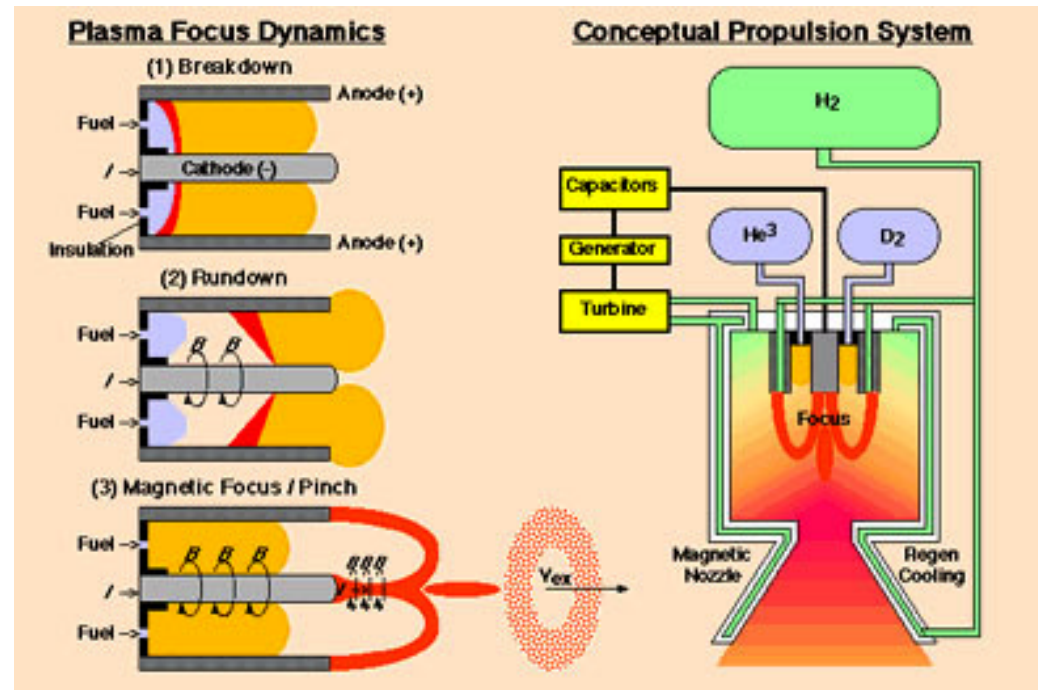 Plasma Focus Dynamics
(1) Breakdown
Anode (+)
Fuel
I
Cathode (-)
Fuel
Insulation
Anode (+)
(2) Rundown
Fuel
B B
I
Fuel
(3) Magnetic Focus / Pinch
Fuel
B B B
B B B
I
Fuel
Vex
Conceptual Propulsion System
H2
Capacitors
He3
D2
Generator
Turbine
Focus
Magnetic
Nozzle
Regen
Cooling